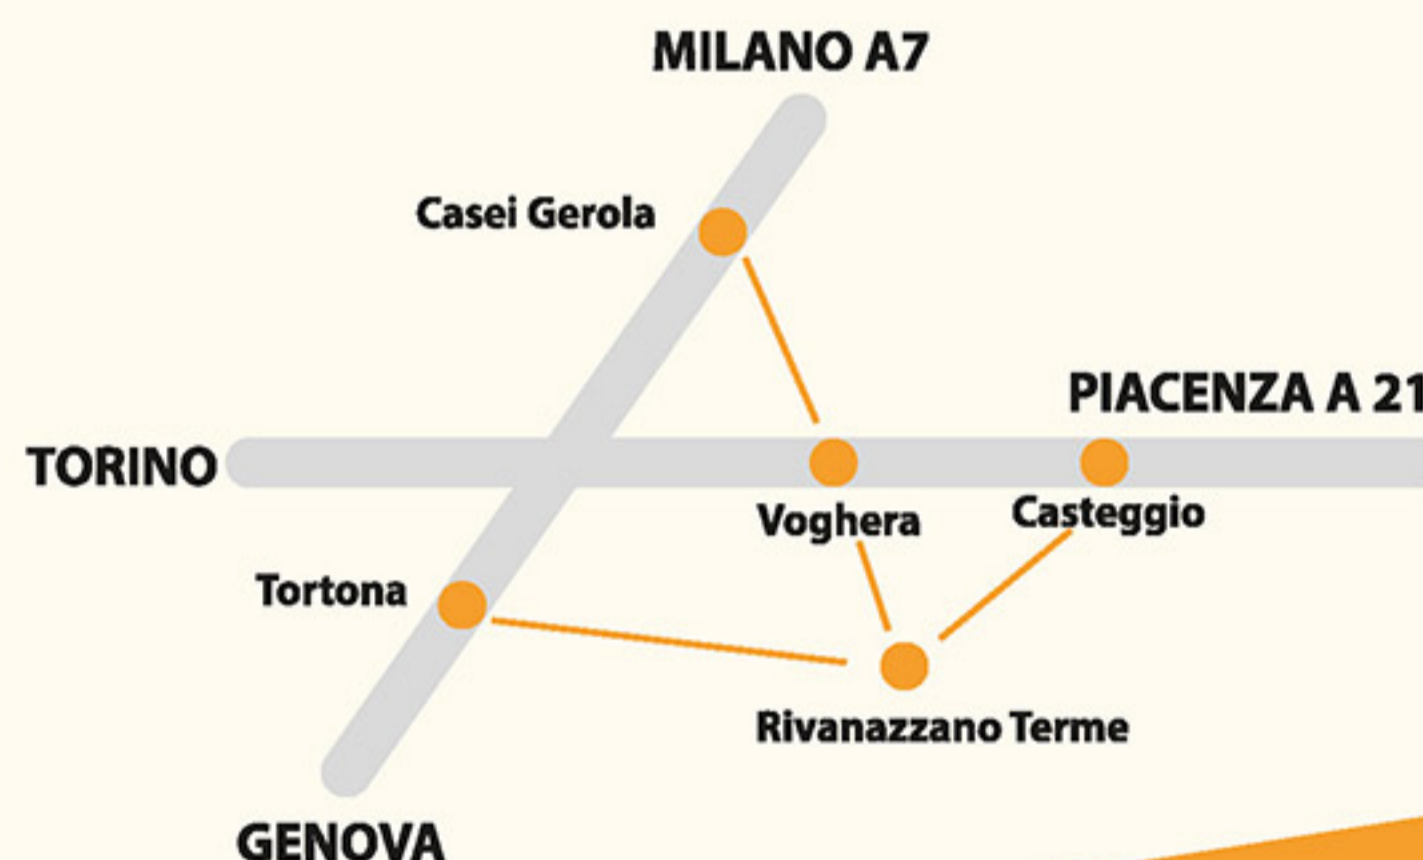 MILANO A7
Casei Gerola
PIACENZA A 21
TORINO
Voghera
Casteggio
Tortona
Rivanazzano Terme
GENOVA